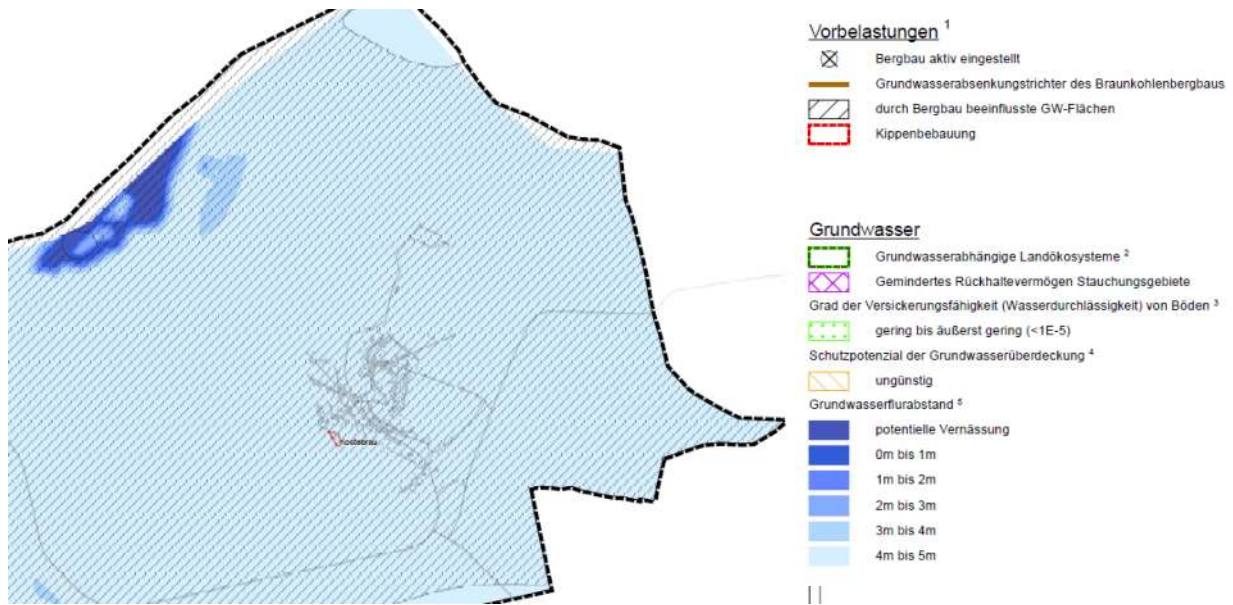 Vorbelastungen 1
Bergbau aktiv eingestellt
Grundwasserabsenkungstrichter des Braunkohlenbergbaus
durch Bergbau beeinflusste GW-Flächen
Kippenbebauung
Grundwasser
Grundwasserabhängige Landökosysteme 2
Gemindertes Rückhaltevermögen Stauchungsgebiete
Grad der Versickerungsfähigkeit (Wasserdurchlässigkeit) von Böden 3
gering bis äußerst gering (<1E-5)
Schutzpotenzial der Grundwasserüberdeckung 4
ungünstig
Grundwasserflurabstand 5
potentielle Vernässung
0m bis 1m
1m bis 2m
2m bis 3m
3m bis 4m
4m bis 5m
Kostebrau